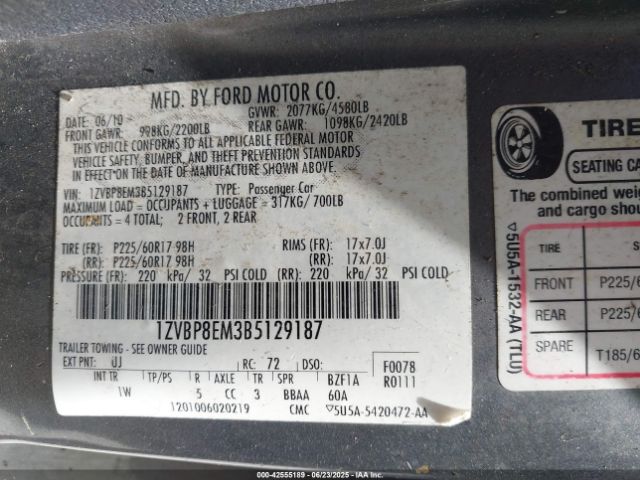 MFD. BY FORD MOTOR CO.
DATE: 06/10 GVWR: 2077KG/4580LB
FRONT GAWR: 998KG/2200LB REAR GAWR: 1098KG/2420LB
THIS VEHICLE CONFORMS TO ALL APPLICABLE FEDERAL MOTOR
VEHICLE SAFETY, BUMPER, AND THEFT PREVENTION STANDARDS
IN EFFECT ON THE DATE OF MANUFACTURE SHOWN ABOVE.
VIN: 1ZVBP8EM3B5129187 TYPE: Passenger Car
MAXIMUM LOAD = OCCUPANTS + LUGGAGE = 317KG/ 700LB
OCCUPANTS = 4 TOTAL; 2 FRONT, 2 REAR
TIRE (FR): P225/60R17 98H RIMS (FR): 17x7.0J
(RR): P225/60R17 98H (RR): 17x7.0J
PRESSURE (FR): 220 kPa/ 32 PSI COLD (RR): 220 kPa/ 32 PSI COLD
1ZVBP8EM3B5129187
TRAILER TOWING - SEE OWNER GUIDE
EXT PNT: UJ RC: 72 DSO: F0078
INT TR TP/PS R AXLE TR SPR BZF1A R0111
1W 5 CC 3 BBAA 60A
1201006020219 CMC ▽5U5A-5420472-AA
▽5U5A-1532-AA (TLU)
TIRE
SEATING CA
The combined weig
and cargo shou
TIRE S
FRONT P225/6
REAR P225/6
SPARE T185/6
© IAA - # 42555189 - 06/23/2025 - IAAI.COM